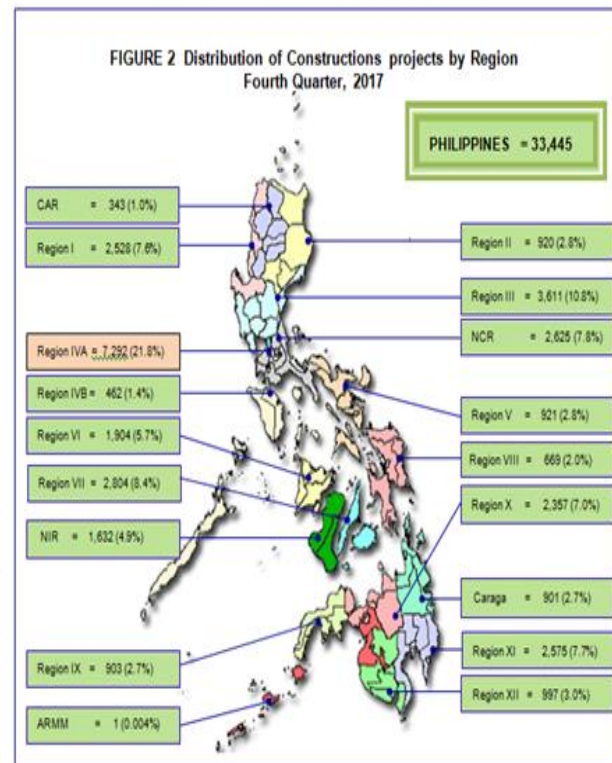 FIGURE 2 Distribution of Constructions projects by Region
Fourth Quarter, 2017
PHILIPPINES = 33,445
CAR = 343 (1.0%)
Region I = 2,528 (7.6%)
Region IVA = 7,292 (21.8%)
Region IVB = 462 (1.4%)
Region VI = 1,904 (5.7%)
Region VII = 2,804 (8.4%)
NIR = 1,632 (4.9%)
Region IX = 903 (2.7%)
ARMM = 1 (0.004%)
Region II = 920 (2.8%)
Region III = 3,611 (10.8%)
NCR = 2,625 (7.8%)
Region V = 921 (2.8%)
Region VIII = 669 (2.0%)
Region X = 2,357 (7.0%)
Caraga = 901 (2.7%)
Region XI = 2,575 (7.7%)
Region XII = 997 (3.0%)